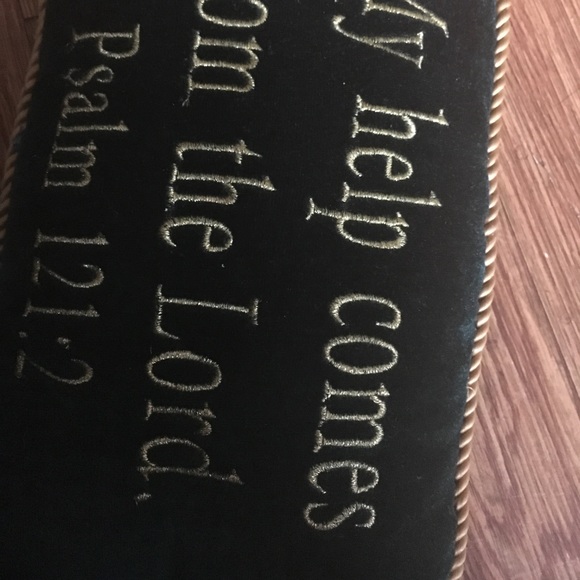 My help comes
om the Lord.
Psalm 121:2